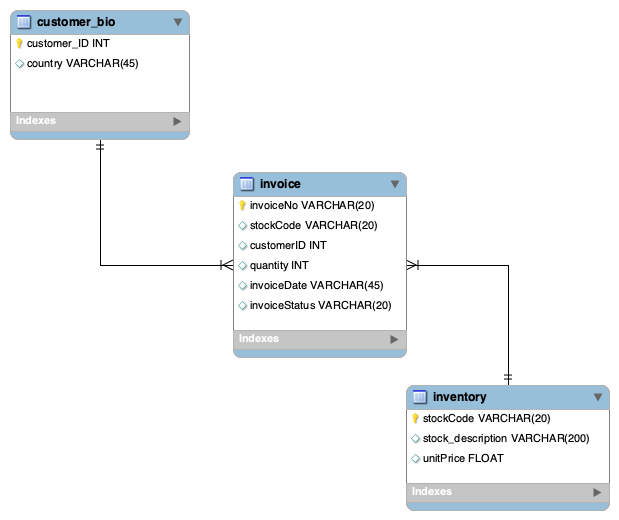 customer_bio
customer_ID INT
country VARCHAR(45)
Indexes
invoice
invoiceNo VARCHAR(20)
stockCode VARCHAR(20)
customerID INT
quantity INT
invoiceDate VARCHAR(45)
invoiceStatus VARCHAR(20)
Indexes
inventory
stockCode VARCHAR(20)
stock_description VARCHAR(200)
unitPrice FLOAT
Indexes